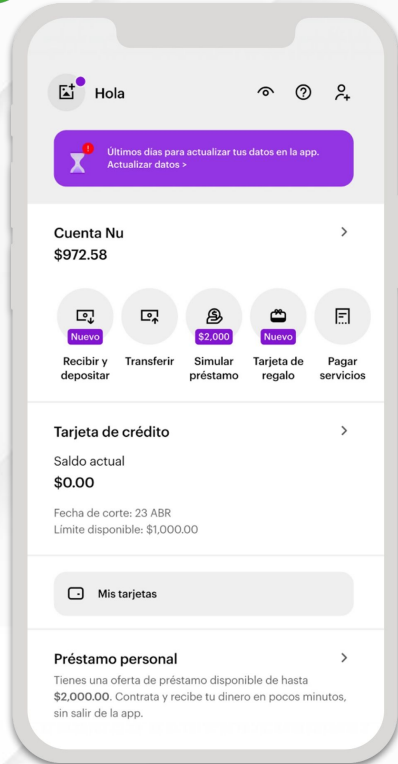 Hola
!
Últimos días para actualizar tus datos en la app.
Actualizar datos >
Cuenta Nu
$972.58
Nuevo
$2,000
Nuevo
Recibir y
depositar
Transferir
Simular
préstamo
Tarjeta de
regalo
Pagar
servicios
Tarjeta de crédito
Saldo actual
$0.00
Fecha de corte: 23 ABR
Límite disponible: $1,000.00
Mis tarjetas
Préstamo personal
Tienes una oferta de préstamo disponible de hasta
$2,000.00. Contrata y recibe tu dinero en pocos minutos,
sin salir de la app.